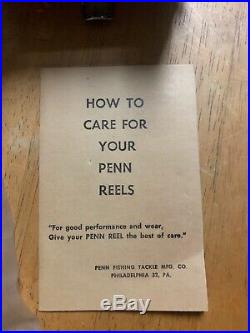 HOW TO
CARE FOR
YOUR
PENN
REELS
"For good performance and wear,
Give your PENN REEL the best of care."
PENN FISHING TACKLE MFG. CO.
PHILADELPHIA 32, PA.